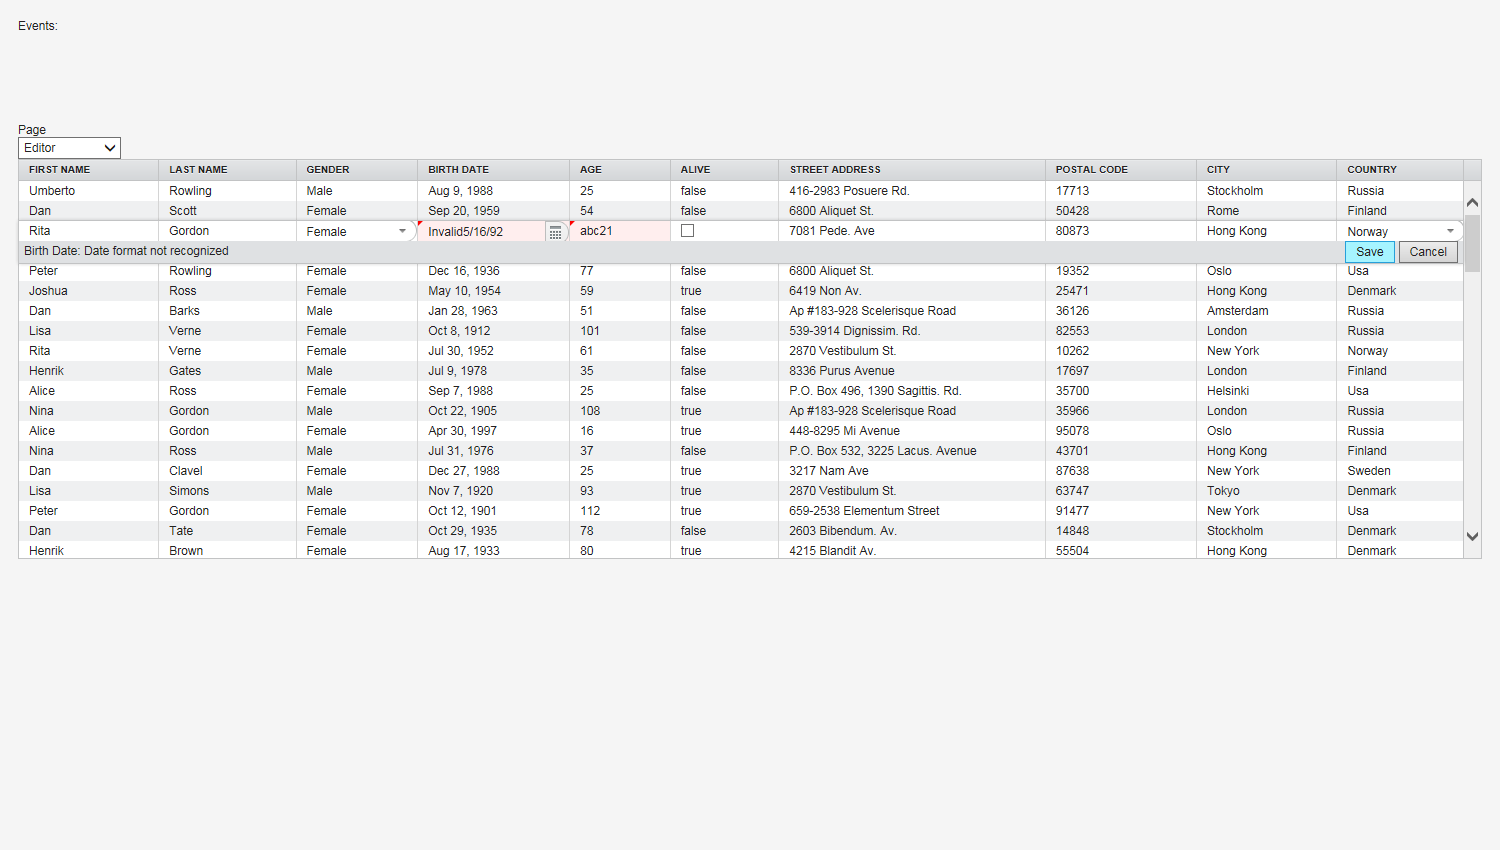 Events:
Page
Editor
FIRST NAME LAST NAME GENDER BIRTH DATE AGE ALIVE STREET ADDRESS POSTAL CODE CITY COUNTRY
Umberto Rowling Male Aug 9, 1988 25 false 416-2983 Posuere Rd. 17713 Stockholm Russia
Dan Scott Female Sep 20, 1959 54 false 6800 Aliquet St. 50428 Rome Finland
Rita Gordon Female Invalid5/16/92 abc21 7081 Pede. Ave 80873 Hong Kong Norway
Birth Date: Date format not recognized Save Cancel
Peter Rowling Female Dec 16, 1936 77 false 6800 Aliquet St. 19352 Oslo Usa
Joshua Ross Female May 10, 1954 59 true 6419 Non Av. 25471 Hong Kong Denmark
Dan Barks Male Jan 28, 1963 51 false Ap #183-928 Scelerisque Road 36126 Amsterdam Russia
Lisa Verne Female Oct 8, 1912 101 false 539-3914 Dignissim. Rd. 82553 London Russia
Rita Verne Female Jul 30, 1952 61 false 2870 Vestibulum St. 10262 New York Norway
Henrik Gates Male Jul 9, 1978 35 false 8336 Purus Avenue 17697 London Finland
Alice Ross Female Sep 7, 1988 25 false P.O. Box 496, 1390 Sagittis. Rd. 35700 Helsinki Usa
Nina Gordon Male Oct 22, 1905 108 true Ap #183-928 Scelerisque Road 35966 London Russia
Alice Gordon Female Apr 30, 1997 16 true 448-8295 Mi Avenue 95078 Oslo Russia
Nina Ross Male Jul 31, 1976 37 false P.O. Box 532, 3225 Lacus. Avenue 43701 Hong Kong Finland
Dan Clavel Female Dec 27, 1988 25 true 3217 Nam Ave 87638 New York Sweden
Lisa Simons Male Nov 7, 1920 93 true 2870 Vestibulum St. 63747 Tokyo Denmark
Peter Gordon Female Oct 12, 1901 112 true 659-2538 Elementum Street 91477 New York Usa
Dan Tate Female Oct 29, 1935 78 false 2603 Bibendum. Av. 14848 Stockholm Denmark
Henrik Brown Female Aug 17, 1933 80 true 4215 Blandit Av. 55504 Hong Kong Denmark